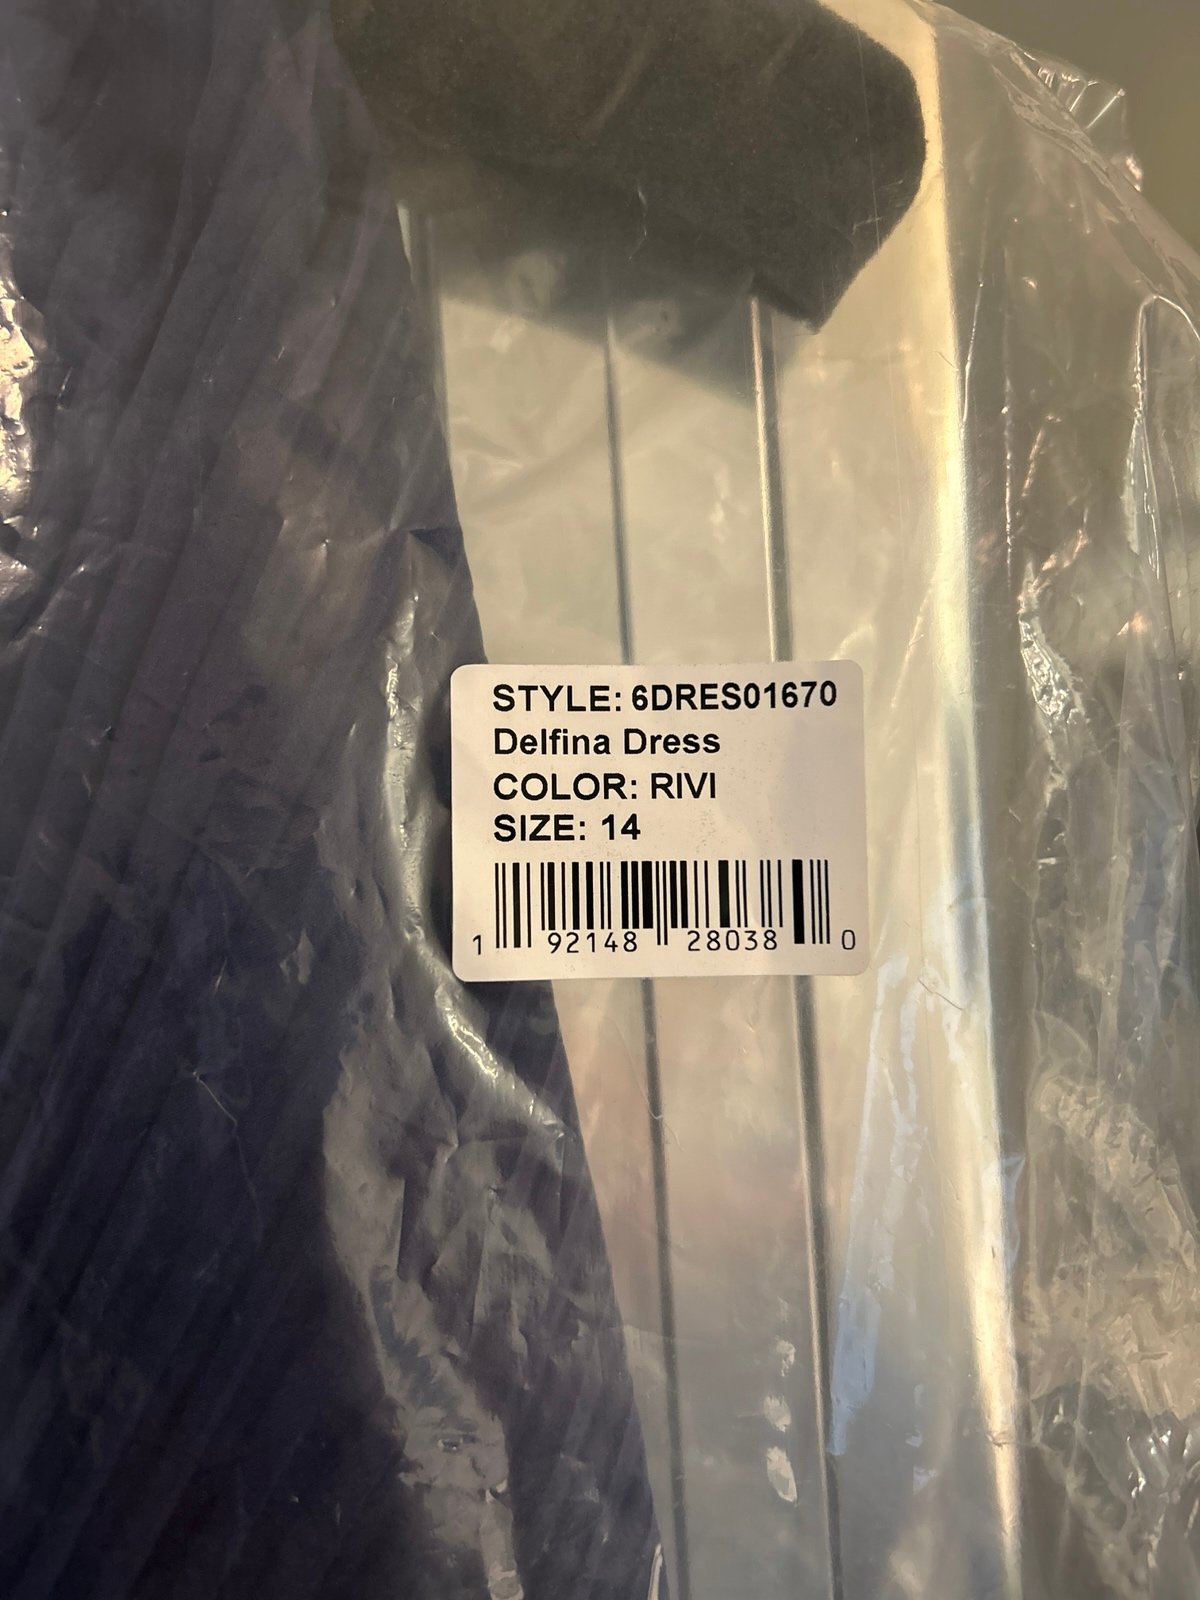 STYLE: 6DRES01670
Delfina Dress
COLOR: RIVI
SIZE: 14
1 92148 28038 0